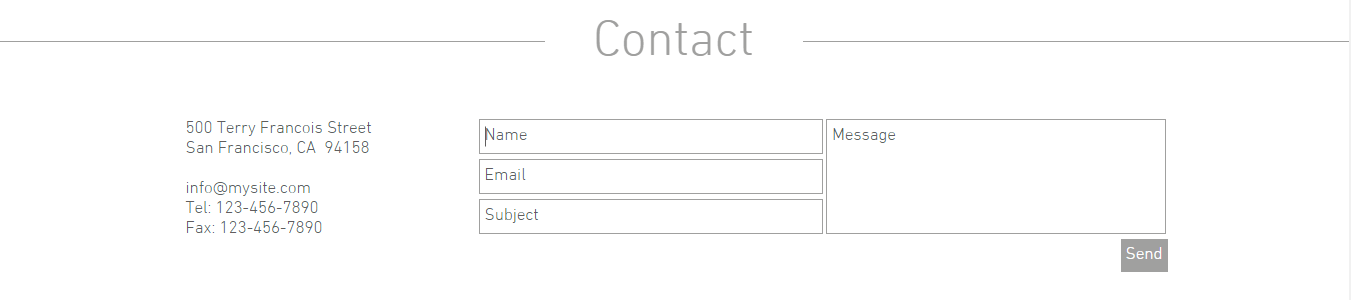 Contact
500 Terry Francois Street
San Francisco, CA  94158
info@mysite.com
Tel: 123-456-7890
Fax: 123-456-7890
Name
Email
Subject
Message
Send